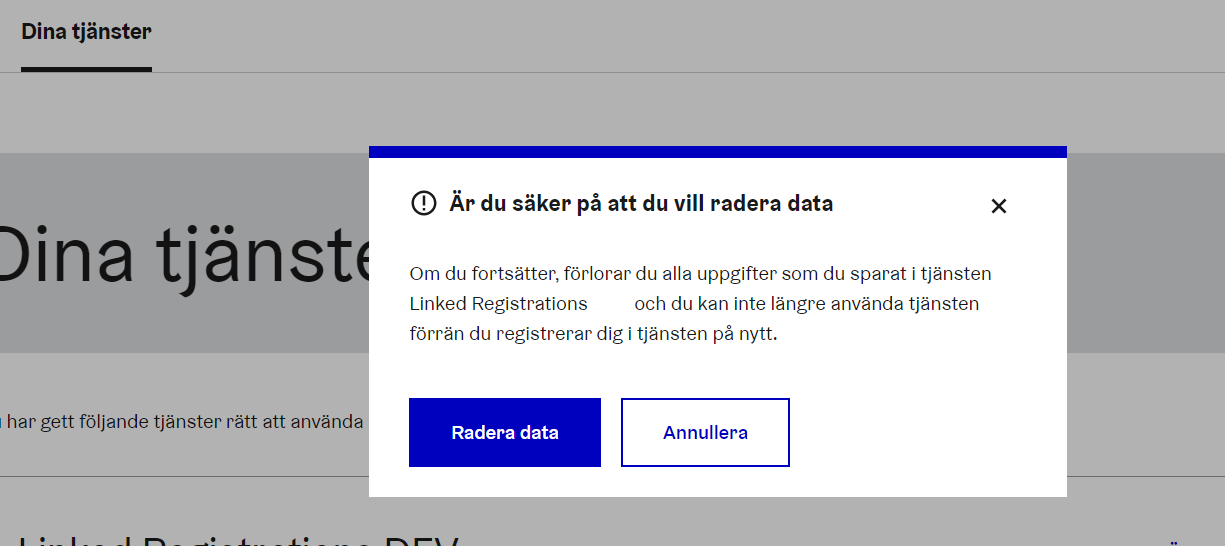 Dina tjänster
Är du säker på att du vill radera data
Dina tjänste
Om du fortsätter, förlorar du alla uppgifter som du sparat i tjänsten
Linked Registrations och du kan inte längre använda tjänsten
förrän du registrerar dig i tjänsten på nytt.
har gett följande tjänster rätt att använda
Radera data
Annullera
Linked Registrations DEV